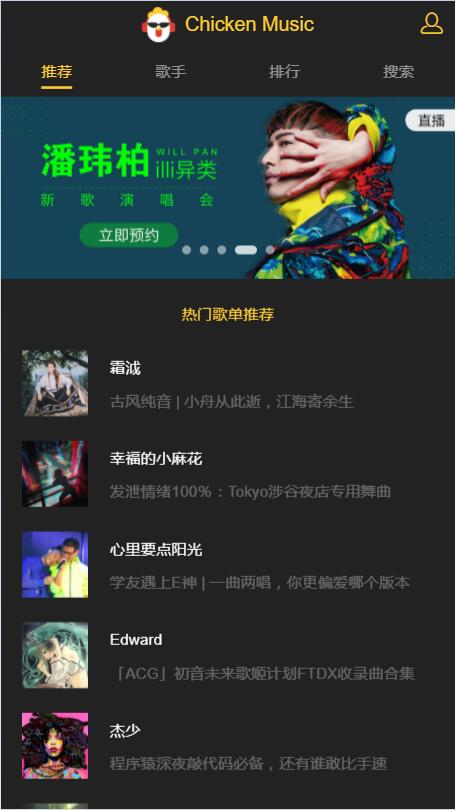 Chicken Music
推荐 歌手 排行 搜索
直播
潘玮柏 WILL PAN
illi异类
新歌演唱会
立即预约
热门歌单推荐
霜浅
古风纯音 | 小舟从此逝，江海寄余生
幸福的小麻花
发泄情绪100%：Tokyo涉谷夜店专用舞曲
心里要点阳光
学友遇上E神 | 一曲两唱，你更偏爱哪个版本
Edward
「ACG」初音未来歌姬计划FTDX收录曲合集
杰少
程序猿深夜敲代码必备，还有谁敢比手速